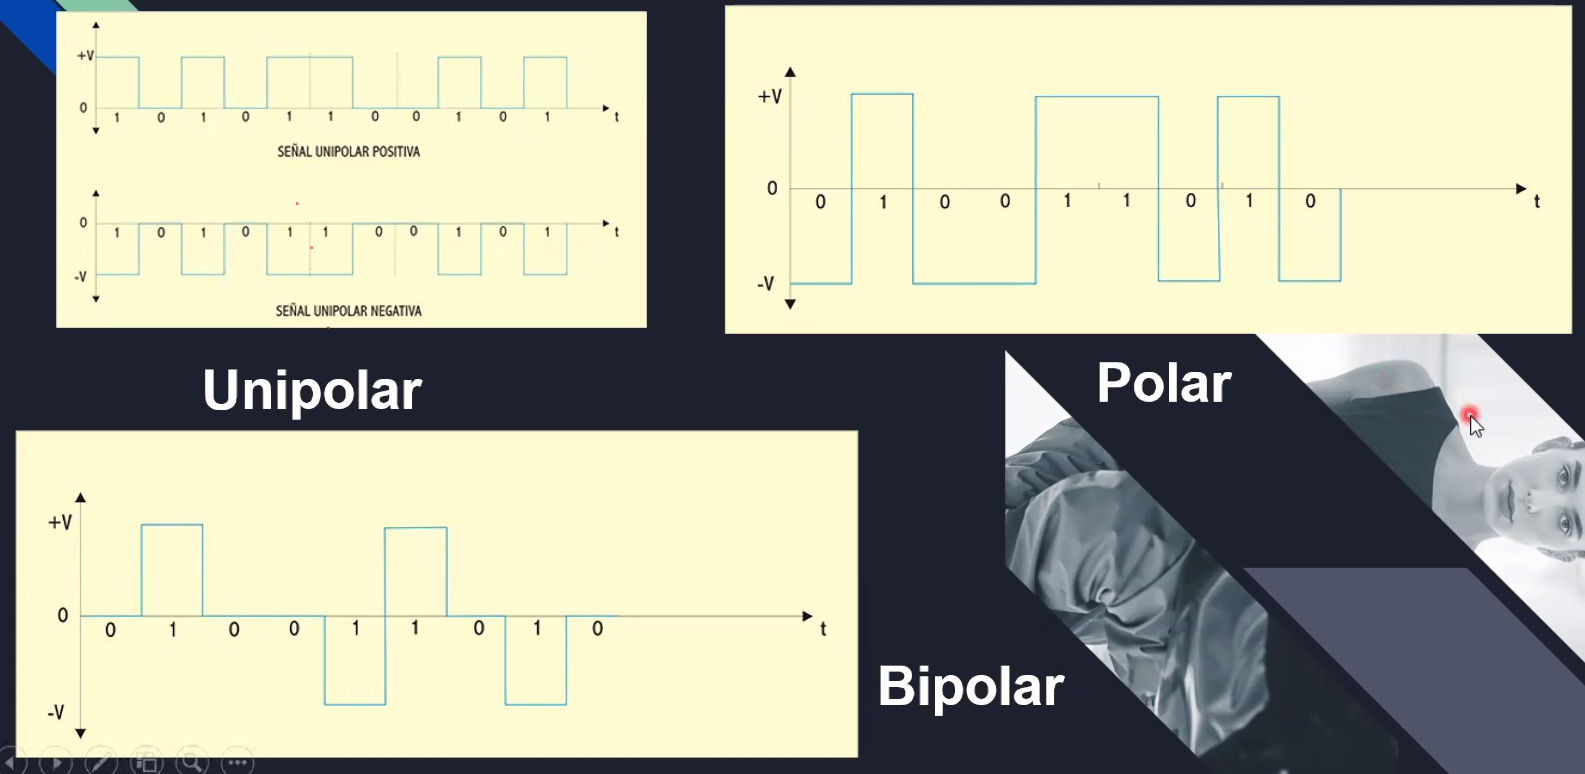 +V
0
1 0 1 0 1 1 0 0 1 0 1 t
SEÑAL UNIPOLAR POSITIVA
0
1 0 1 0 1 1 0 0 1 0 1 t
-V
SEÑAL UNIPOLAR NEGATIVA
Unipolar
+V
0
0 1 0 0 1 1 0 1 0 t
-V
Polar
+V
0
0 1 0 0 1 1 0 1 0 t
-V
Bipolar